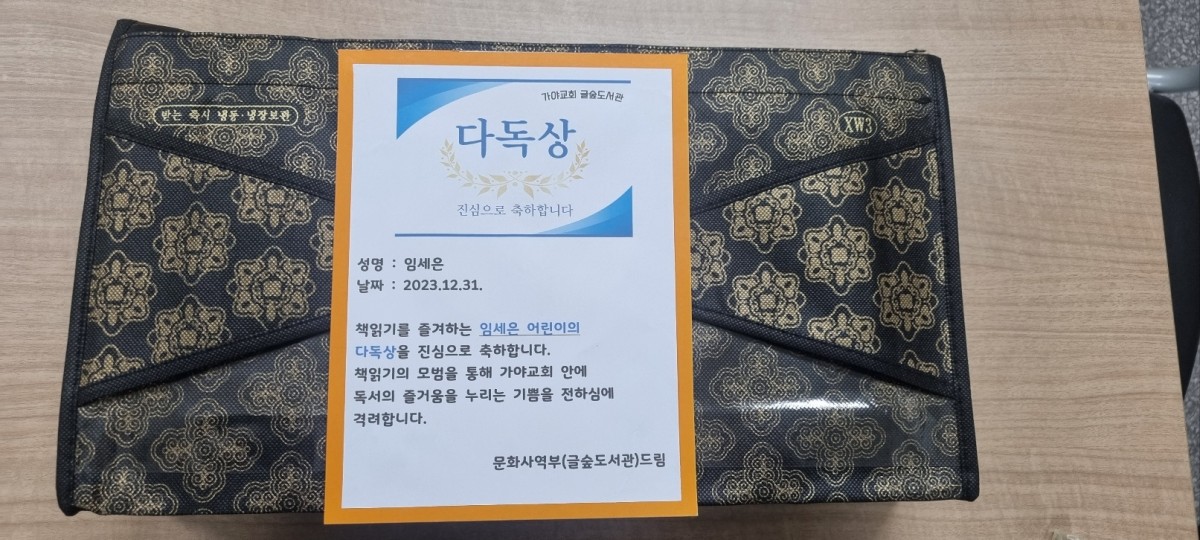 받는 즉시 냉동·냉장보관
XW3
가야교회 글숲도서관
다독상
진심으로 축하합니다
성명 : 임세은
날짜 : 2023.12.31.
책읽기를 즐겨하는 임세은 어린이의
다독상을 진심으로 축하합니다.
책읽기의 모범을 통해 가야교회 안에
독서의 즐거움을 누리는 기쁨을 전하심에
격려합니다.
문화사역부(글숲도서관)드림